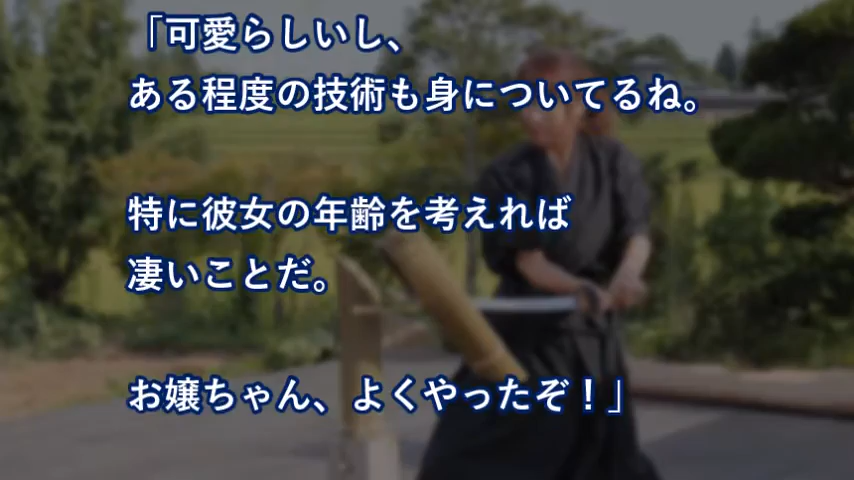 「可愛らしいし、
ある程度の技術も身についてるね。
特に彼女の年齢を考えれば
凄いことだ。
お嬢ちゃん、よくやったぞ！」